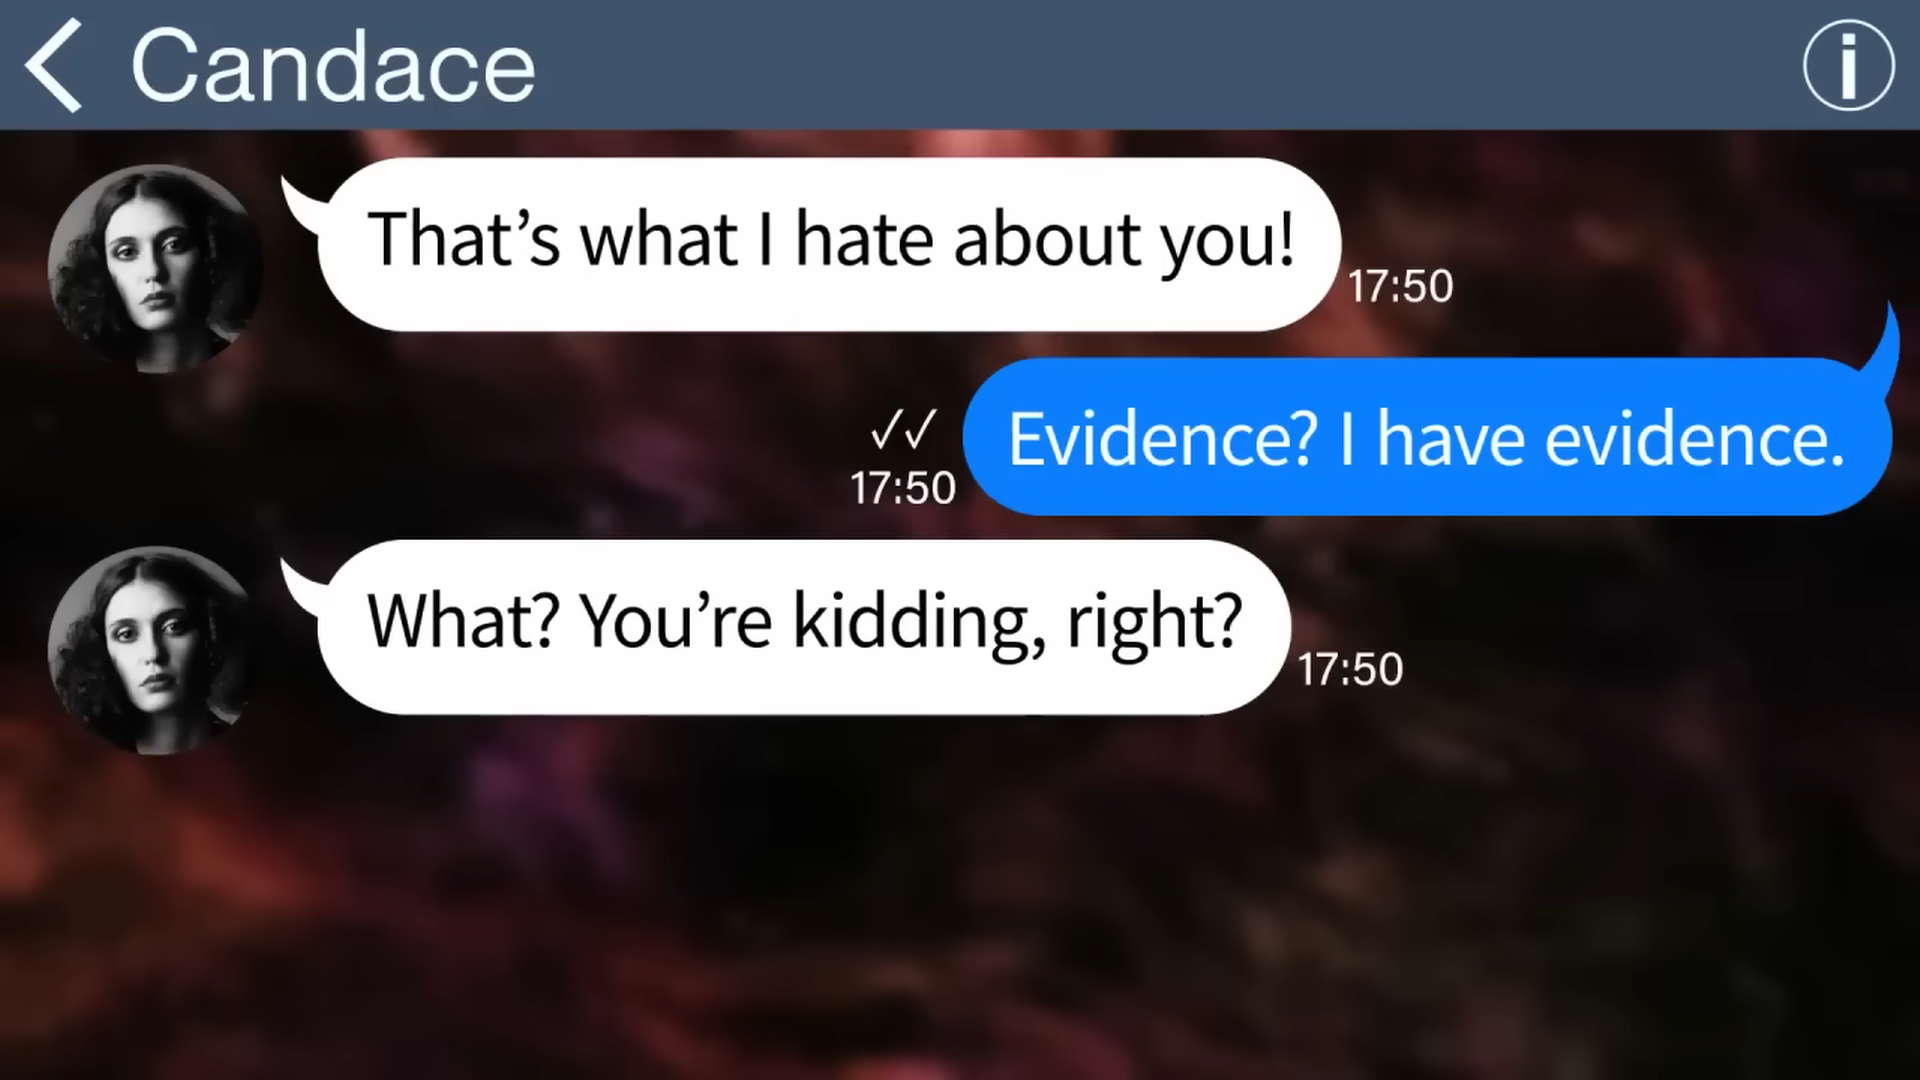 Candace
That’s what I hate about you!
17:50
Evidence? I have evidence.
✓✓
17:50
What? You’re kidding, right?
17:50